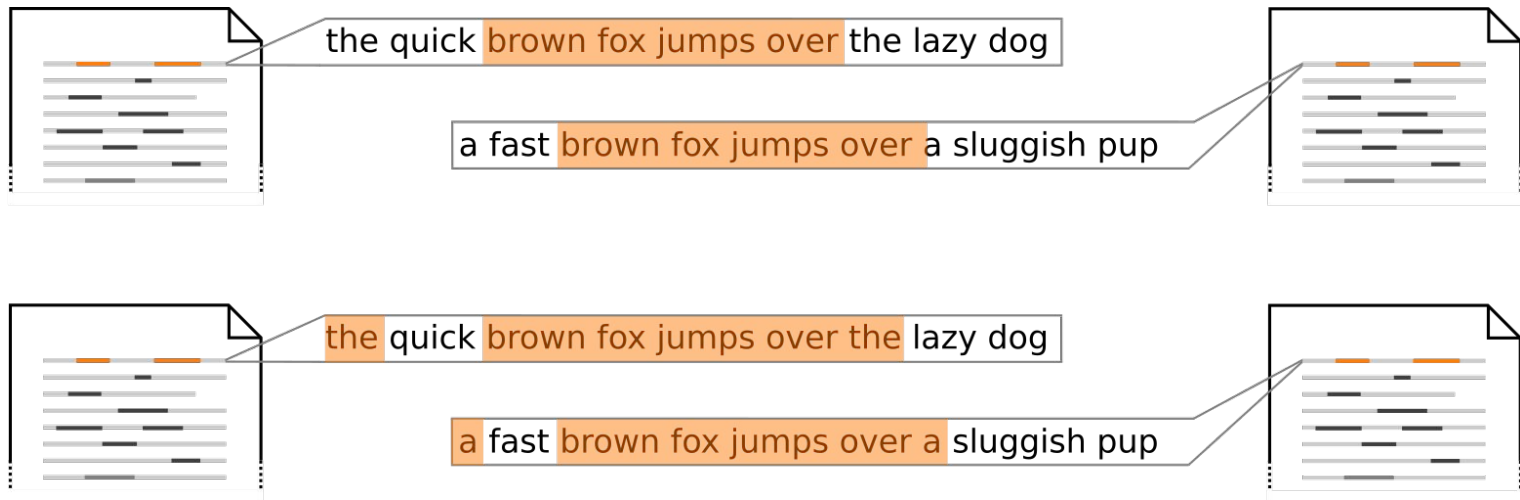 the quick brown fox jumps over the lazy dog
a fast brown fox jumps over a sluggish pup
the quick brown fox jumps over the lazy dog
a fast brown fox jumps over a sluggish pup